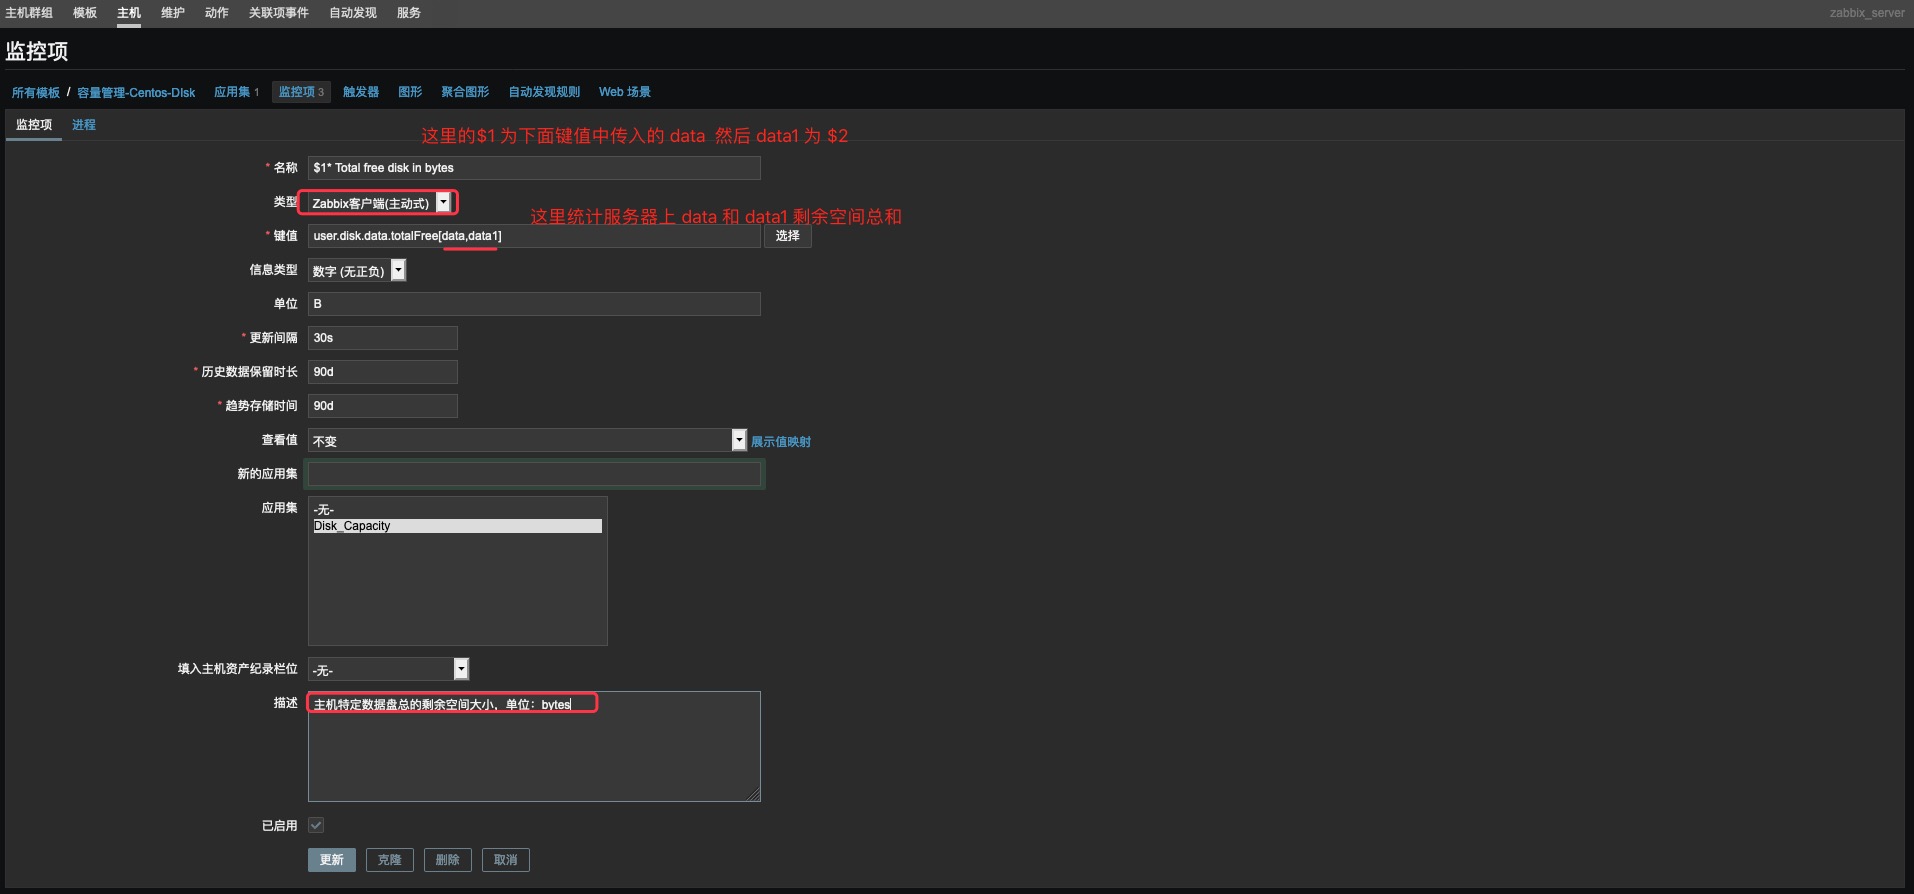 主机群组 模板 主机 维护 动作 关联项事件 自动发现 服务 zabbix_server
监控项
所有模板 / 容量管理-Centos-DIsk 应用集 1 监控项 3 触发器 图形 聚合图形 自动发现规则 Web 场景
监控项 进程
这里的$1 为下面键值中传入的 data 然后 data1 为 $2
* 名称 $1* Total free disk in bytes
类型 Zabbix客户端(主动式)
这里统计服务器上 data 和 data1 剩余空间总和
* 键值 user.disk.data.totalFree[data,data1] 选择
信息类型 数字 (无正负)
单位 B
* 更新间隔 30s
* 历史数据保留时长 90d
* 趋势存储时间 90d
查看值 不变 展示值映射
新的应用集
应用集 -无-
Disk_Capacity
填入主机资产纪录栏位 -无-
描述 主机特定数据盘总的剩余空间大小，单位：bytes
已启用
更新 克隆 删除 取消